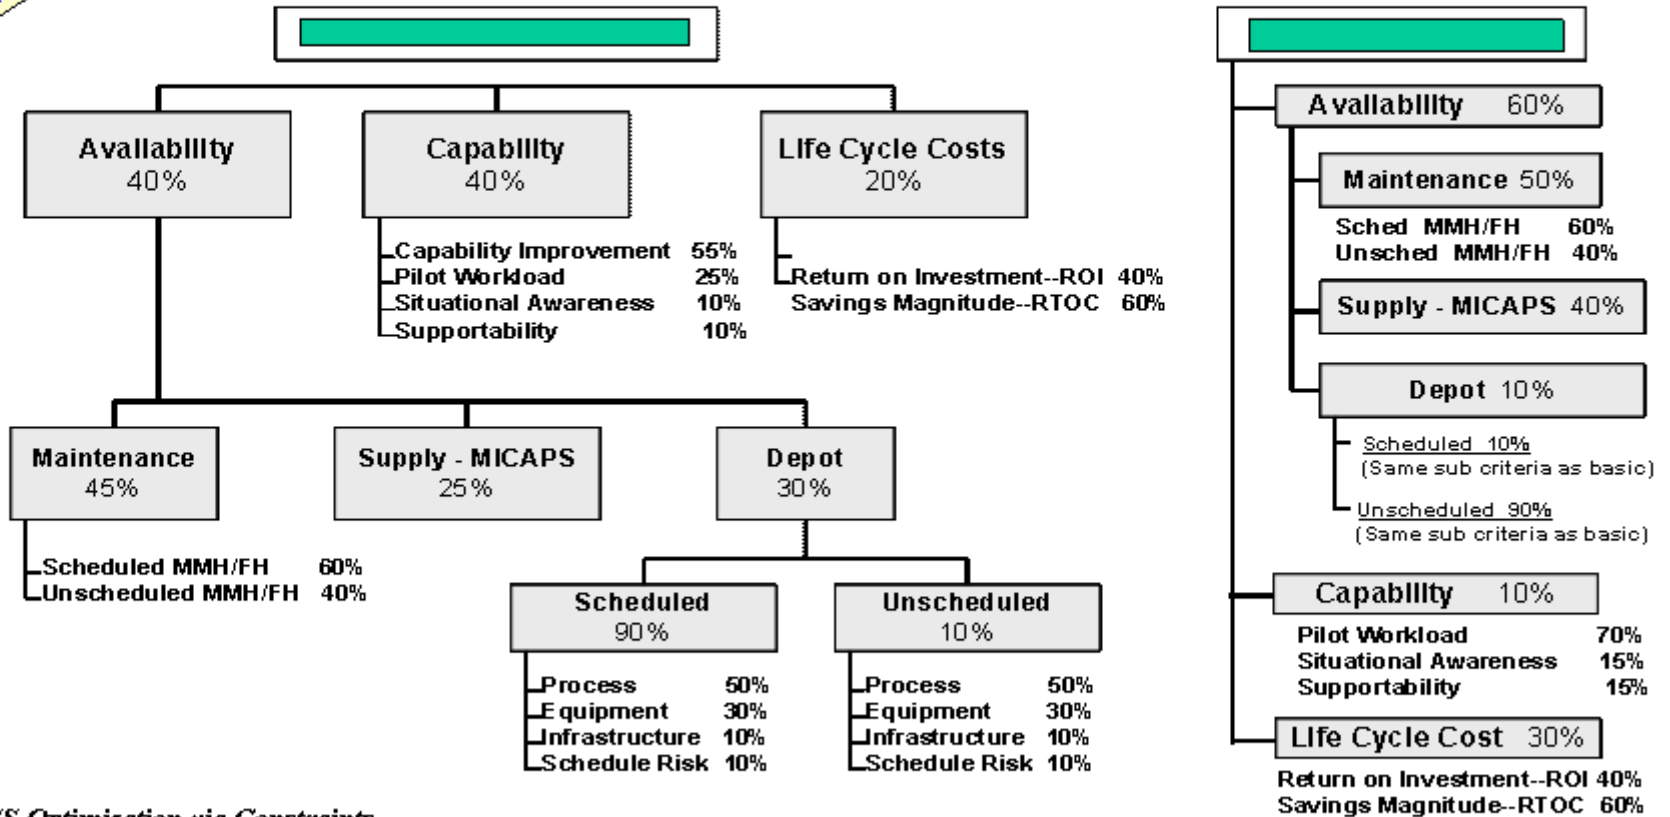 Availability
40%
Capability
40%
Life Cycle Costs
20%
Capability Improvement 55%
Pilot Workload 25%
Situational Awareness 10%
Supportability 10%
Return on Investment--ROI 40%
Savings Magnitude--RTOC 60%
Maintenance
45%
Supply - MICAPS
25%
Depot
30%
Scheduled MMH/FH 60%
Unscheduled MMH/FH 40%
Scheduled
90%
Unscheduled
10%
Process 50%
Equipment 30%
Infrastructure 10%
Schedule Risk 10%
Process 50%
Equipment 30%
Infrastructure 10%
Schedule Risk 10%
Availability 60%
Maintenance 50%
Sched MMH/FH 60%
Unsched MMH/FH 40%
Supply - MICAPS 40%
Depot 10%
Scheduled 10%
(Same sub criteria as basic)
Unscheduled 90%
(Same sub criteria as basic)
Capability 10%
Pilot Workload 70%
Situational Awareness 15%
Supportability 15%
Life Cycle Cost 30%
Return on Investment--ROI 40%
Savings Magnitude--RTOC 60%